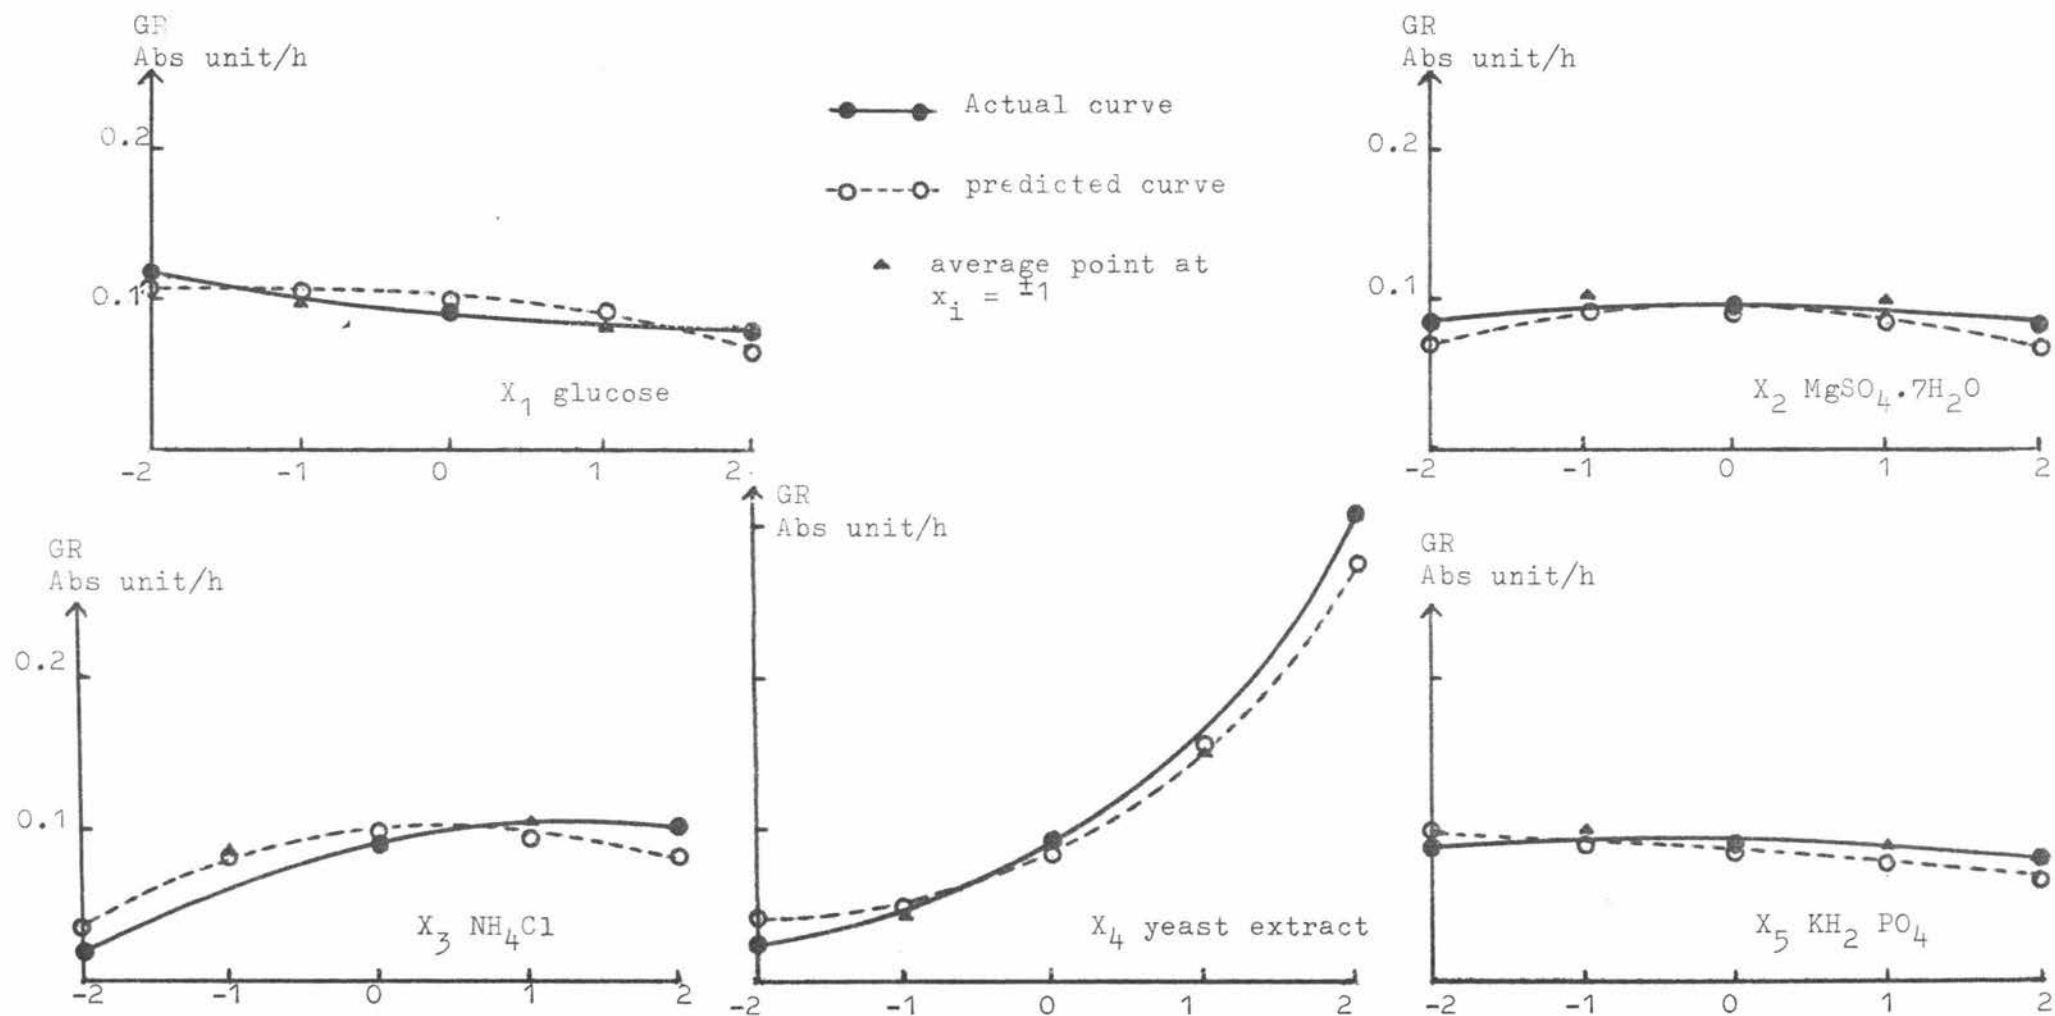 GR
Abs unit/h
0.2
0.1
-2 -1 0 1 2
X1 glucose
Actual curve
predicted curve
average point at
xi = ±1
GR
Abs unit/h
0.2
0.1
-2 -1 0 1 2
X2 MgSO4.7H2O
GR
Abs unit/h
0.2
0.1
-2 -1 0 1 2
X3 NH4Cl
GR
Abs unit/h
-2 -1 0 1 2
X4 yeast extract
GR
Abs unit/h
-2 -1 0 1 2
X5 KH2 PO4